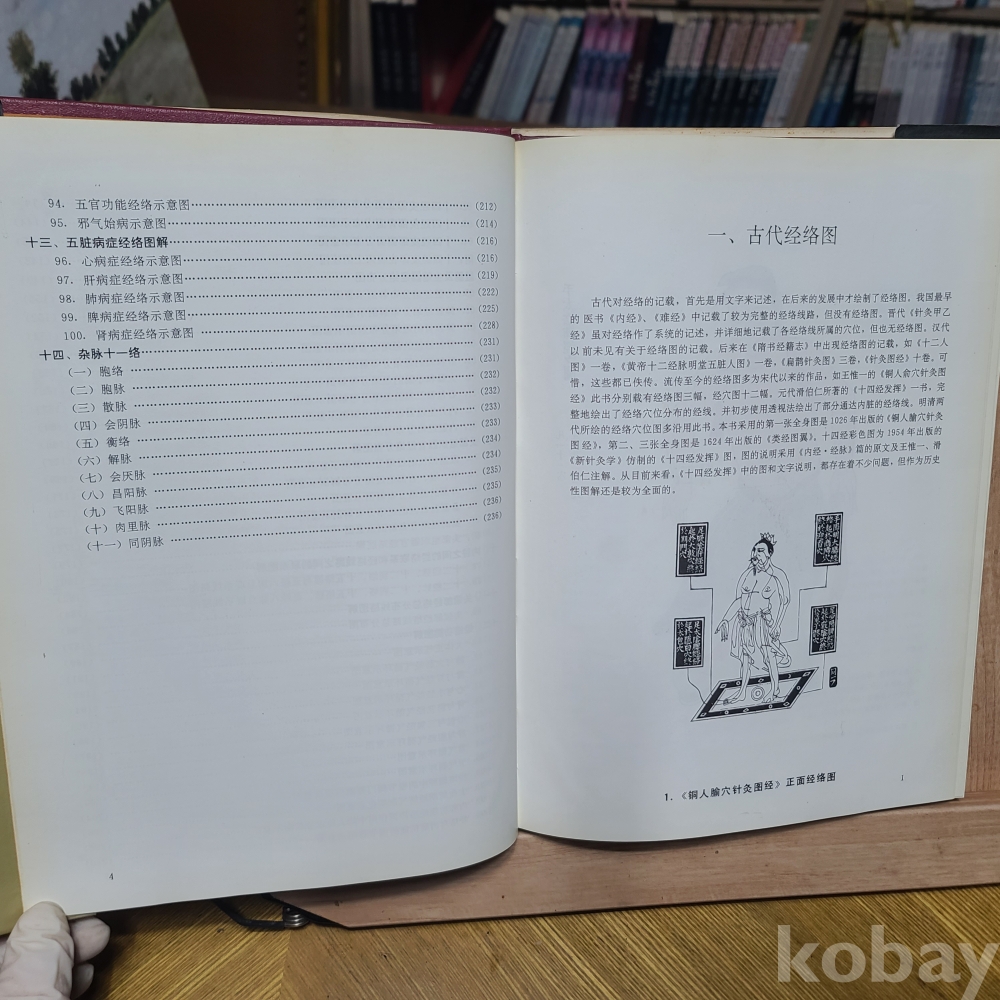 94. 五官功能经络示意图 (212)
95. 邪气始病示意图 (214)
十三、五脏病症经络图解 (216)
96. 心病症经络示意图 (216)
97. 肝病症经络示意图 (219)
98. 肺病症经络示意图 (222)
99. 脾病症经络示意图 (225)
100. 肾病症经络示意图 (228)
十四、杂脉十一络 (231)
(一) 胞络 (231)
(二) 胞脉 (232)
(三) 散脉 (232)
(四) 会阴脉 (233)
(五) 衡络 (233)
(六) 解脉 (234)
(七) 会厌脉 (234)
(八) 昌阳脉 (235)
(九) 飞阳脉 (235)
(十) 肉里脉 (236)
(十一) 同阴脉 (236)
4
一、古代经络图
古代对经络的记载，首先是用文字来记述，在后来的发展中才绘制了经络图。我国最早
的医书《内经》、《难经》中记载了较为完整的经络线路，但没有经络图。晋代《针灸甲乙
经》虽对经络作了系统的记述，并详细地记载了各经络线所属的穴位，但也无经络图。汉代
以前未见有关于经络图的记载。后来在《隋书经籍志》中出现经络图的记载，如《十二人
图》一卷，《黄帝十二经脉明堂五脏人图》一卷，《扁鹊针灸图》三卷，《针灸图经》十卷。可
惜，这些都已佚传。流传至今的经络图多为宋代以来的作品，如王惟一的《铜人俞穴针灸图
经》此书分别载有经络图三幅，经穴图十二幅。元代滑伯仁所著的《十四经发挥》一书，完
整地绘出了经络穴位分布的经线。并初步使用透视法绘出了部分通达内脏的经络线。明清两
代所绘的经络穴位图多沿用此书。本书采用的第一张全身图是1026年出版的《铜人腧穴针灸
图经》。第二、三张全身图是1624年出版的《类经图翼》。十四经彩色图为1954年出版的
《新针灸学》仿制的《十四经发挥》图，图的说明采用《内经·经脉》篇的原文及王惟一、滑
伯仁注解。从目前来看，《十四经发挥》中的图和文字说明，都存在着不少问题，但作为历史
性图解还是较为全面的。
1.《铜人腧穴针灸图经》正面经络图
1
kobay